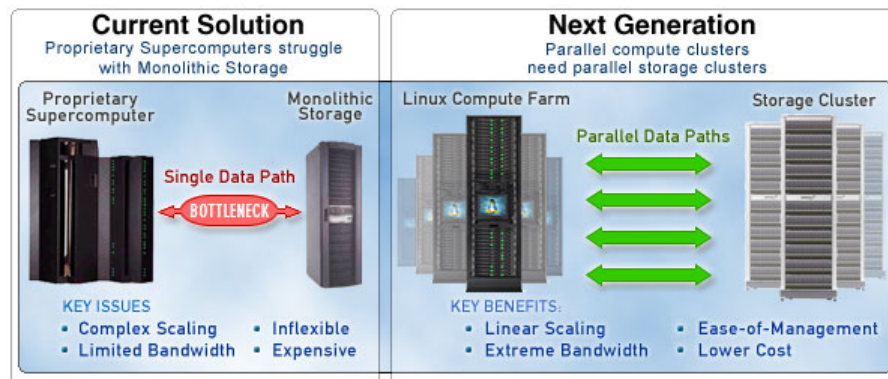 Current Solution
Proprietary Supercomputers struggle
with Monolithic Storage
Proprietary
Supercomputer
Monolithic
Storage
Single Data Path
BOTTLENECK
KEY ISSUES
• Complex Scaling
• Limited Bandwidth
• Inflexible
• Expensive
Next Generation
Parallel compute clusters
need parallel storage clusters
Linux Compute Farm
Parallel Data Paths
Storage Cluster
KEY BENEFITS:
• Linear Scaling
• Extreme Bandwidth
• Ease-of-Management
• Lower Cost